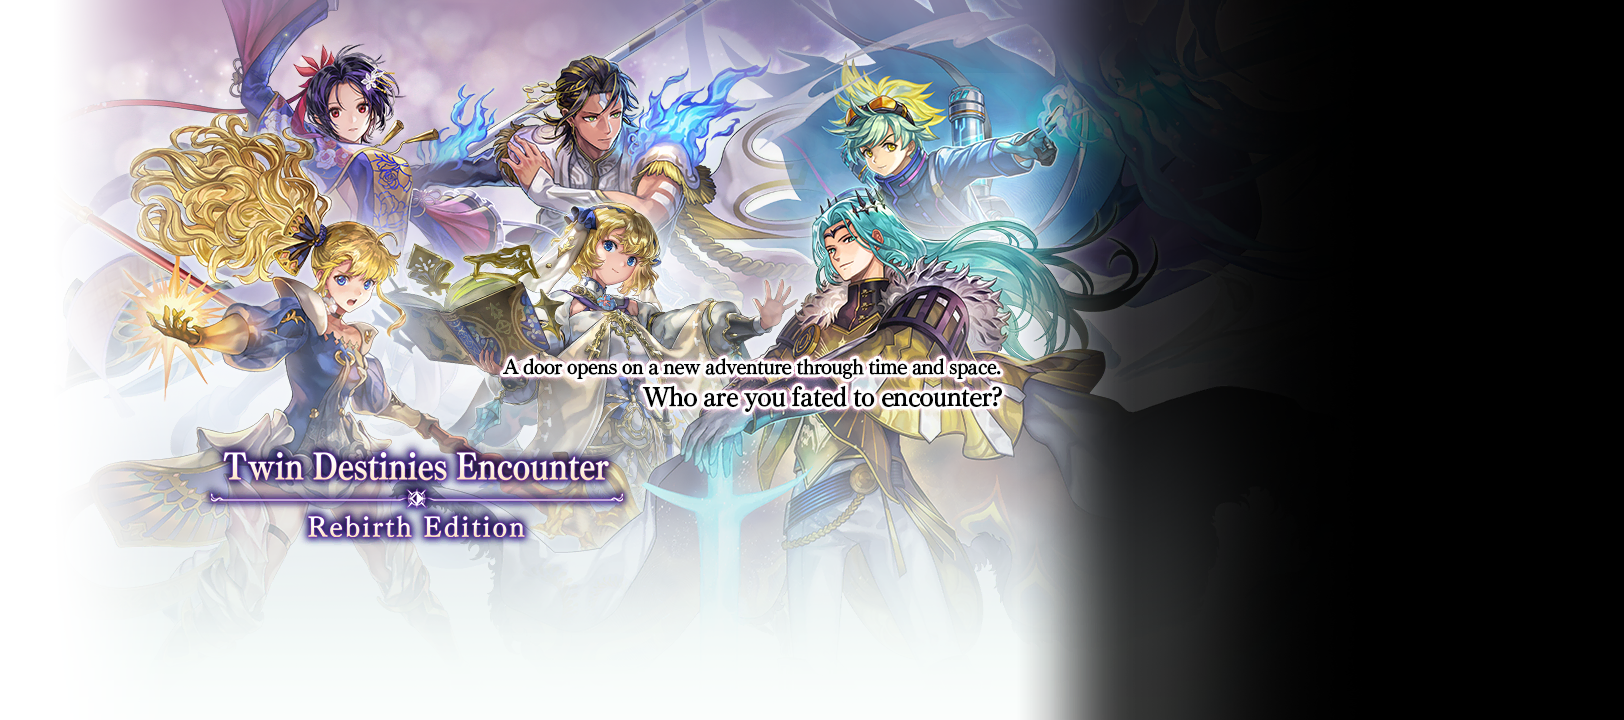 A door opens on a new adventure through time and space.
Who are you fated to encounter?
Twin Destinies Encounter
Rebirth Edition